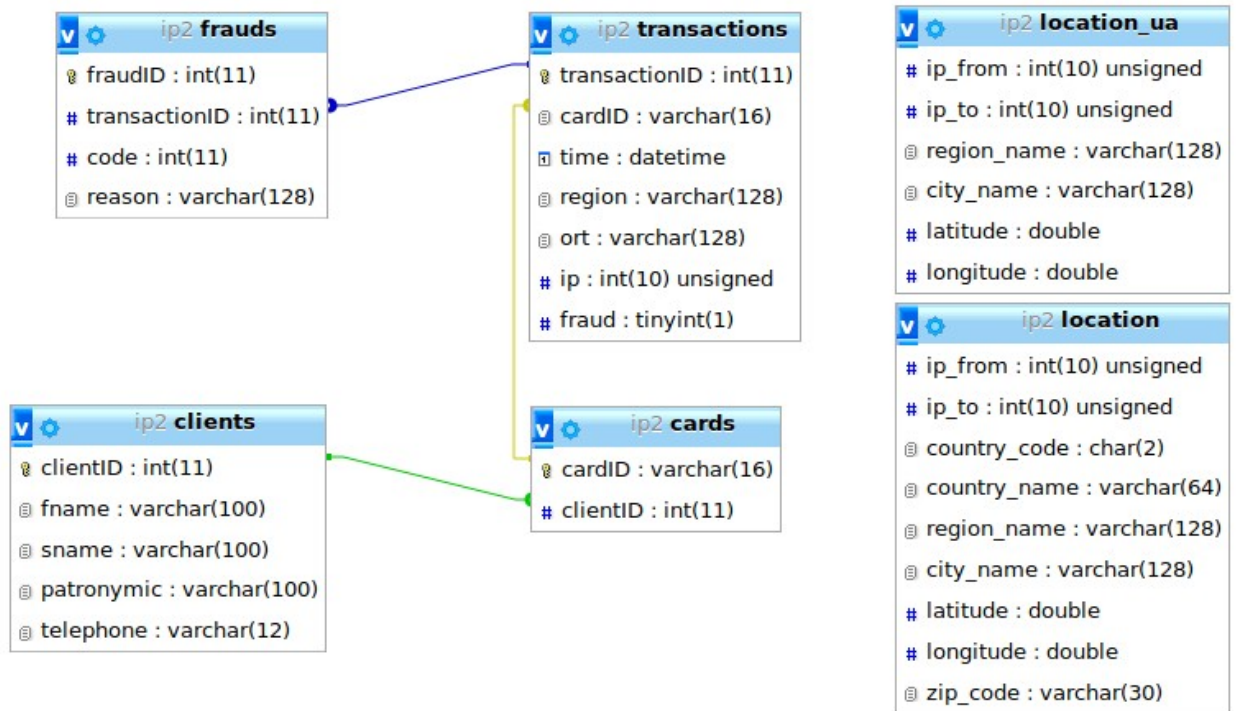 ip2 frauds
fraudID : int(11)
transactionID : int(11)
code : int(11)
reason : varchar(128)
ip2 transactions
transactionID : int(11)
cardID : varchar(16)
time : datetime
region : varchar(128)
ort : varchar(128)
ip : int(10) unsigned
fraud : tinyint(1)
ip2 location_ua
ip_from : int(10) unsigned
ip_to : int(10) unsigned
region_name : varchar(128)
city_name : varchar(128)
latitude : double
longitude : double
ip2 clients
clientID : int(11)
fname : varchar(100)
sname : varchar(100)
patronymic : varchar(100)
telephone : varchar(12)
ip2 cards
cardID : varchar(16)
clientID : int(11)
ip2 location
ip_from : int(10) unsigned
ip_to : int(10) unsigned
country_code : char(2)
country_name : varchar(64)
region_name : varchar(128)
city_name : varchar(128)
latitude : double
longitude : double
zip_code : varchar(30)